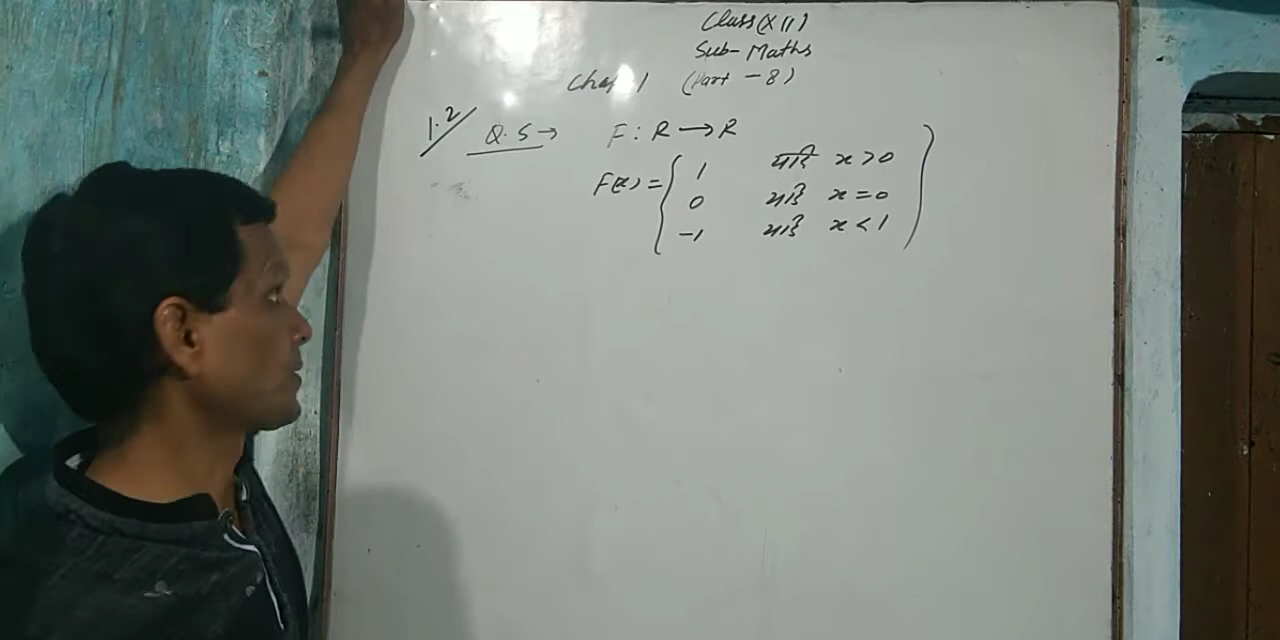 Class (XII)
Sub- Maths
Chap 1 (Part - 8)
1.2 Q.5→ F : R → R
F(x) = { 1 यदि x > 0
0 यदि x = 0
-1 यदि x < 1 )